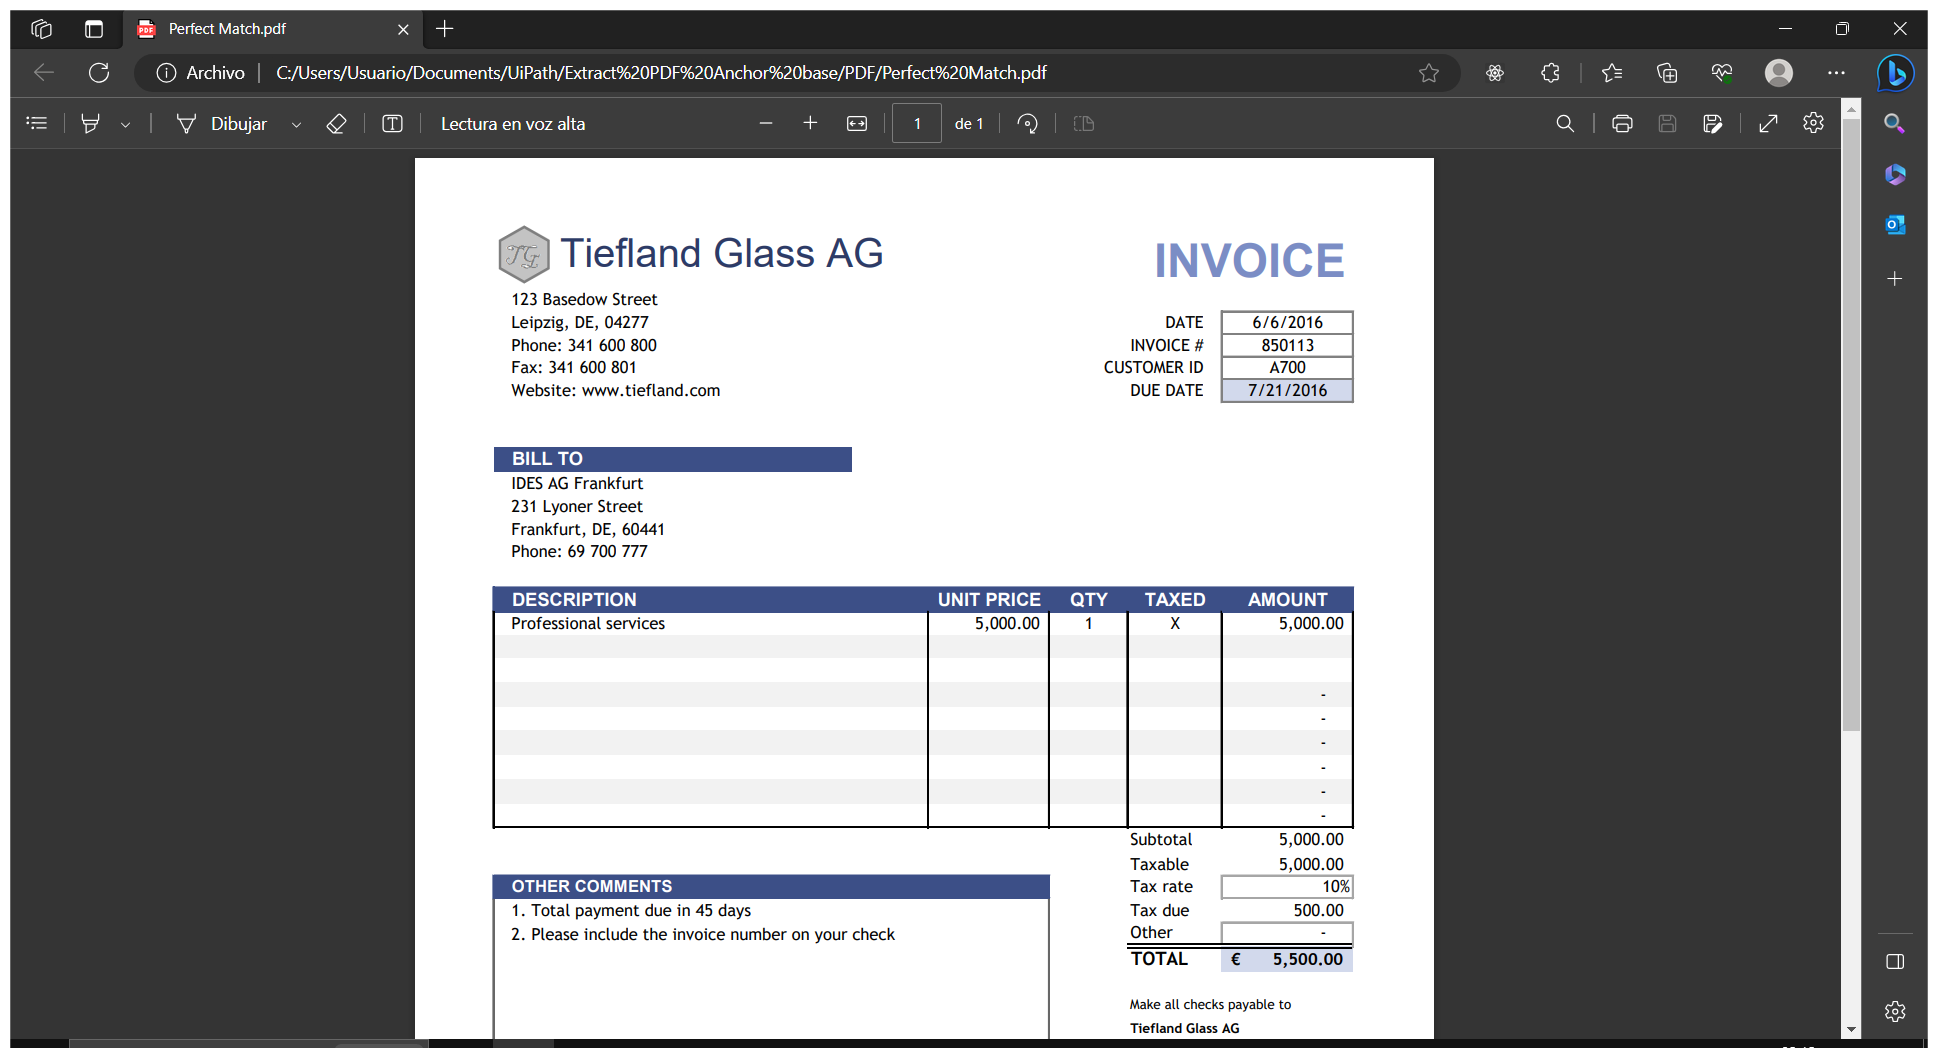 Perfect Match.pdf
Archivo | C:/Users/Usuario/Documents/UiPath/Extract%20PDF%20Anchor%20base/PDF/Perfect%20Match.pdf
Dibujar Lectura en voz alta 1 de 1
TG Tiefland Glass AG INVOICE
123 Basedow Street
Leipzig, DE, 04277 DATE 6/6/2016
Phone: 341 600 800 INVOICE # 850113
Fax: 341 600 801 CUSTOMER ID A700
Website: www.tiefland.com DUE DATE 7/21/2016
BILL TO
IDES AG Frankfurt
231 Lyoner Street
Frankfurt, DE, 60441
Phone: 69 700 777
DESCRIPTION UNIT PRICE QTY TAXED AMOUNT
Professional services 5,000.00 1 X 5,000.00
-
-
-
-
-
-
Subtotal 5,000.00
Taxable 5,000.00
OTHER COMMENTS Tax rate 10%
1. Total payment due in 45 days Tax due 500.00
2. Please include the invoice number on your check Other -
TOTAL € 5,500.00
Make all checks payable to
Tiefland Glass AG